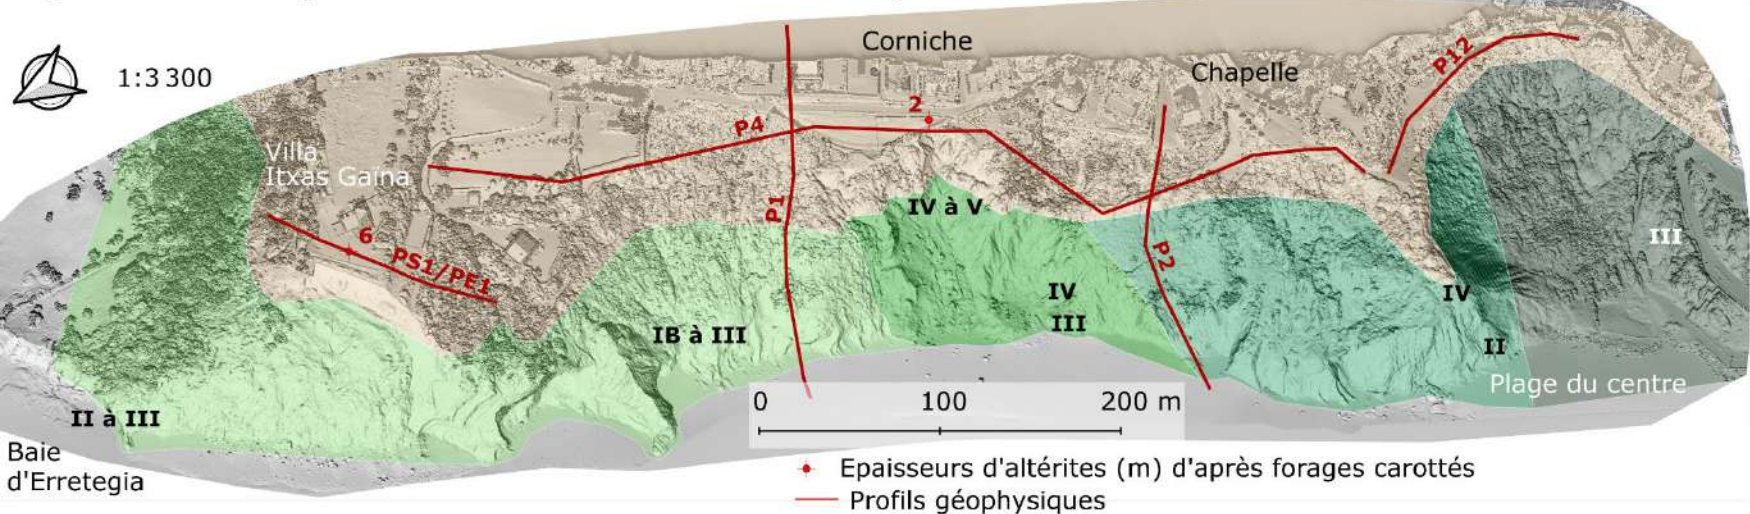 Corniche
1:3 300
Chapelle
P12
2
P4
Villa
Itxas Gaina
IV à V
P1
6
PS1/PE1
P2
III
IV
IV
III
IB à III
II
Plage du centre
0 100 200 m
II à III
Baie
d'Erretegia
Epaisseurs d'altérites (m) d'après forages carottés
Profils géophysiques